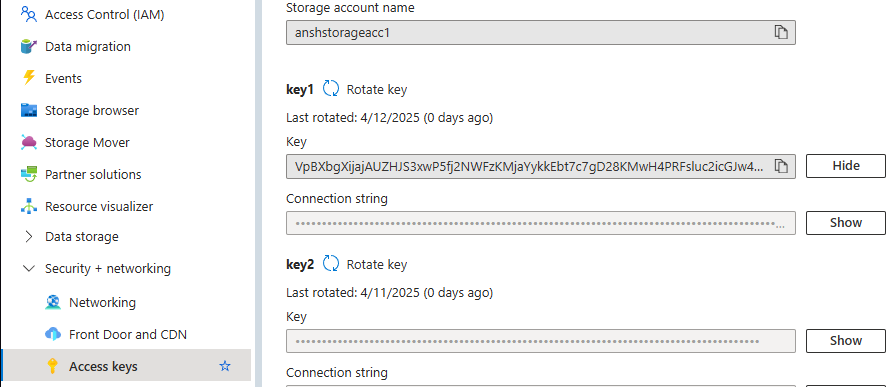 Access Control (IAM)
Data migration
Events
Storage browser
Storage Mover
Partner solutions
Resource visualizer
Data storage
Security + networking
Networking
Front Door and CDN
Access keys
Storage account name
anshstorageacc1
key1 Rotate key
Last rotated: 4/12/2025 (0 days ago)
Key
VpBXbgXijajAUZHJS3xwP5fj2NWFzKMjaYykkEbt7c7gD28KMwH4PRFsluc2icGJw4...
Hide
Connection string
Show
key2 Rotate key
Last rotated: 4/11/2025 (0 days ago)
Key
Show
Connection string